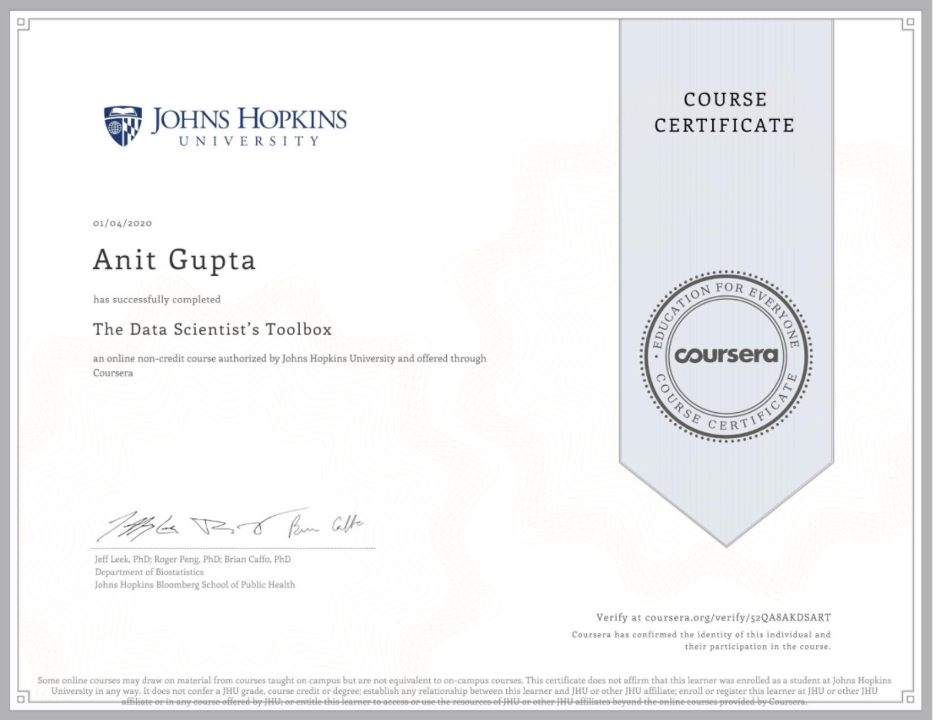 JOHNS HOPKINS
UNIVERSITY
COURSE
CERTIFICATE
01/04/2020
Anit Gupta
has successfully completed
The Data Scientist's Toolbox
an online non-credit course authorized by Johns Hopkins University and offered through
Coursera
EDUCATION FOR EVERYONE
coursera
COURSE CERTIFICATE
Jeff Leek, PhD; Roger Peng, PhD; Brian Caffo, PhD
Department of Biostatistics
Johns Hopkins Bloomberg School of Public Health
Verify at coursera.org/verify/52QA8AKDSART
Coursera has confirmed the identity of this individual and
their participation in the course.
Some online courses may draw on material from courses taught on campus but are not equivalent to on-campus courses. This certificate does not affirm that this learner was enrolled as a student at Johns Hopkins
University in any way. It does not confer a JHU grade, course credit or degree; establish any relationship between this learner and JHU or other JHU affiliate; enroll or register this learner at JHU or other JHU
affiliate or in any course offered by JHU; or entitle this learner to access or use the resources of JHU or other JHU affiliates beyond the online courses provided by Coursera.